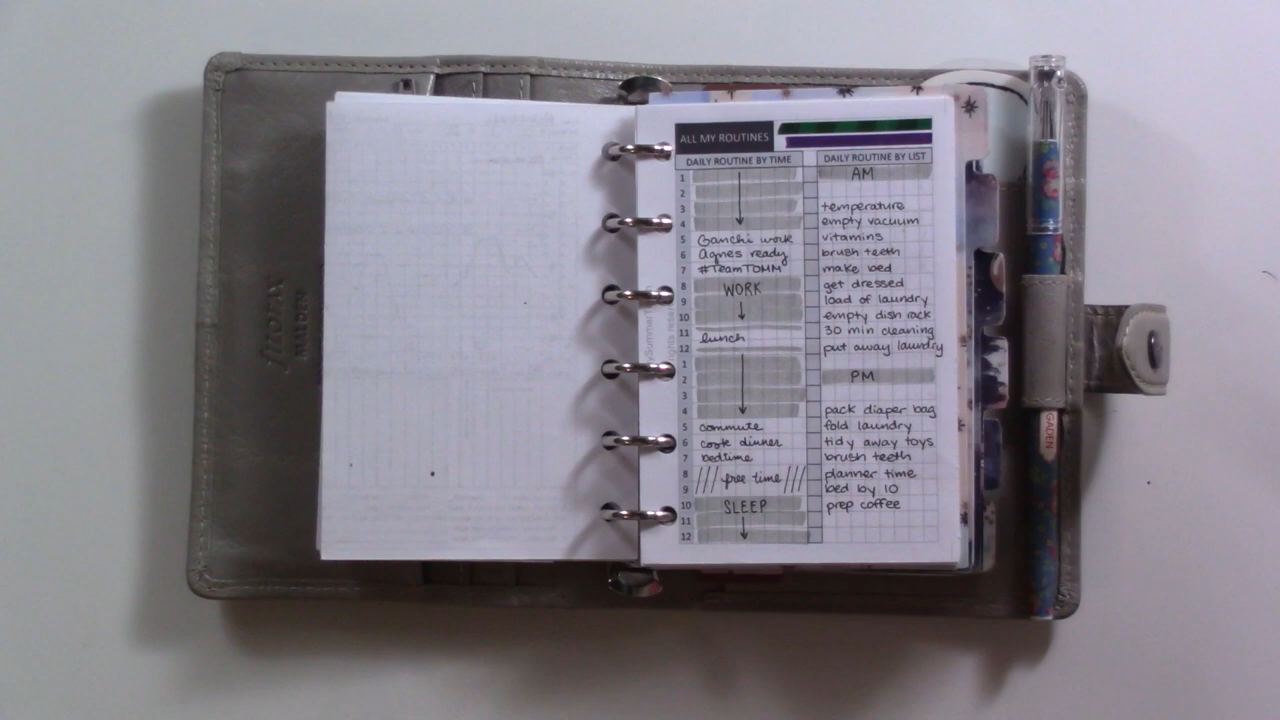 filofax
MALDEN
ALL MY ROUTINES
DAILY ROUTINE BY TIME
1
2
3
4
5 Ganchi work
6 Agnes ready
7 #TeamTOMM
8 WORK
9
10
11 lunch
12
1
2
3
4
5 commute
6 cook dinner
7 bedtime
8 free time
9
10 SLEEP
11
12
DAILY ROUTINE BY LIST
AM
temperature
empty vacuum
vitamins
brush teeth
make bed
get dressed
load of laundry
empty dish rack
30 min cleaning
put away laundry
PM
pack diaper bag
fold laundry
tidy away toys
brush teeth
planner time
bed by 10
prep coffee